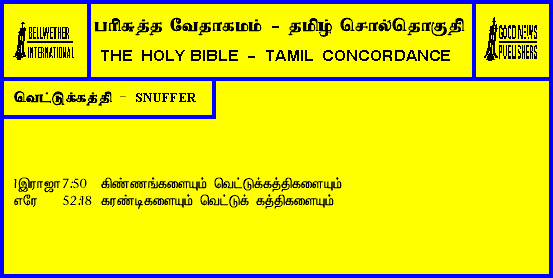 BELLWETHER
INTERNATIONAL
பரிசுத்த வேதாகமம் - தமிழ் சொல்தொகுதி
THE HOLY BIBLE - TAMIL CONCORDANCE
GOOD NEWS
PUBLISHERS
வெட்டுக்கத்தி - SNUFFER
1இராஜா 7:50 கிண்ணங்களையும் வெட்டுக்கத்திகளையும்
எரே 52:18 கரண்டிகளையும் வெட்டுக் கத்திகளையும்